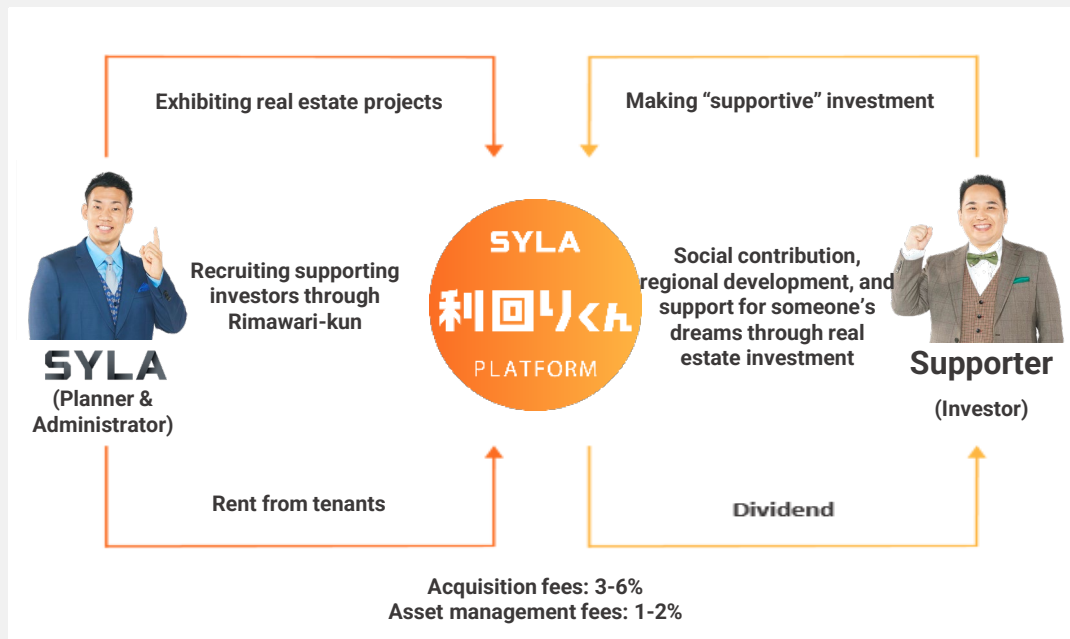 Exhibiting real estate projects
Making “supportive” investment
Recruiting supporting
investors through
Rimawari-kun
SYLA
利回りくん
PLATFORM
Social contribution,
regional development, and
support for someone’s
dreams through real
estate investment
SYLA
(Planner &
Administrator)
Supporter
(Investor)
Rent from tenants
Dividend
Acquisition fees: 3-6%
Asset management fees: 1-2%